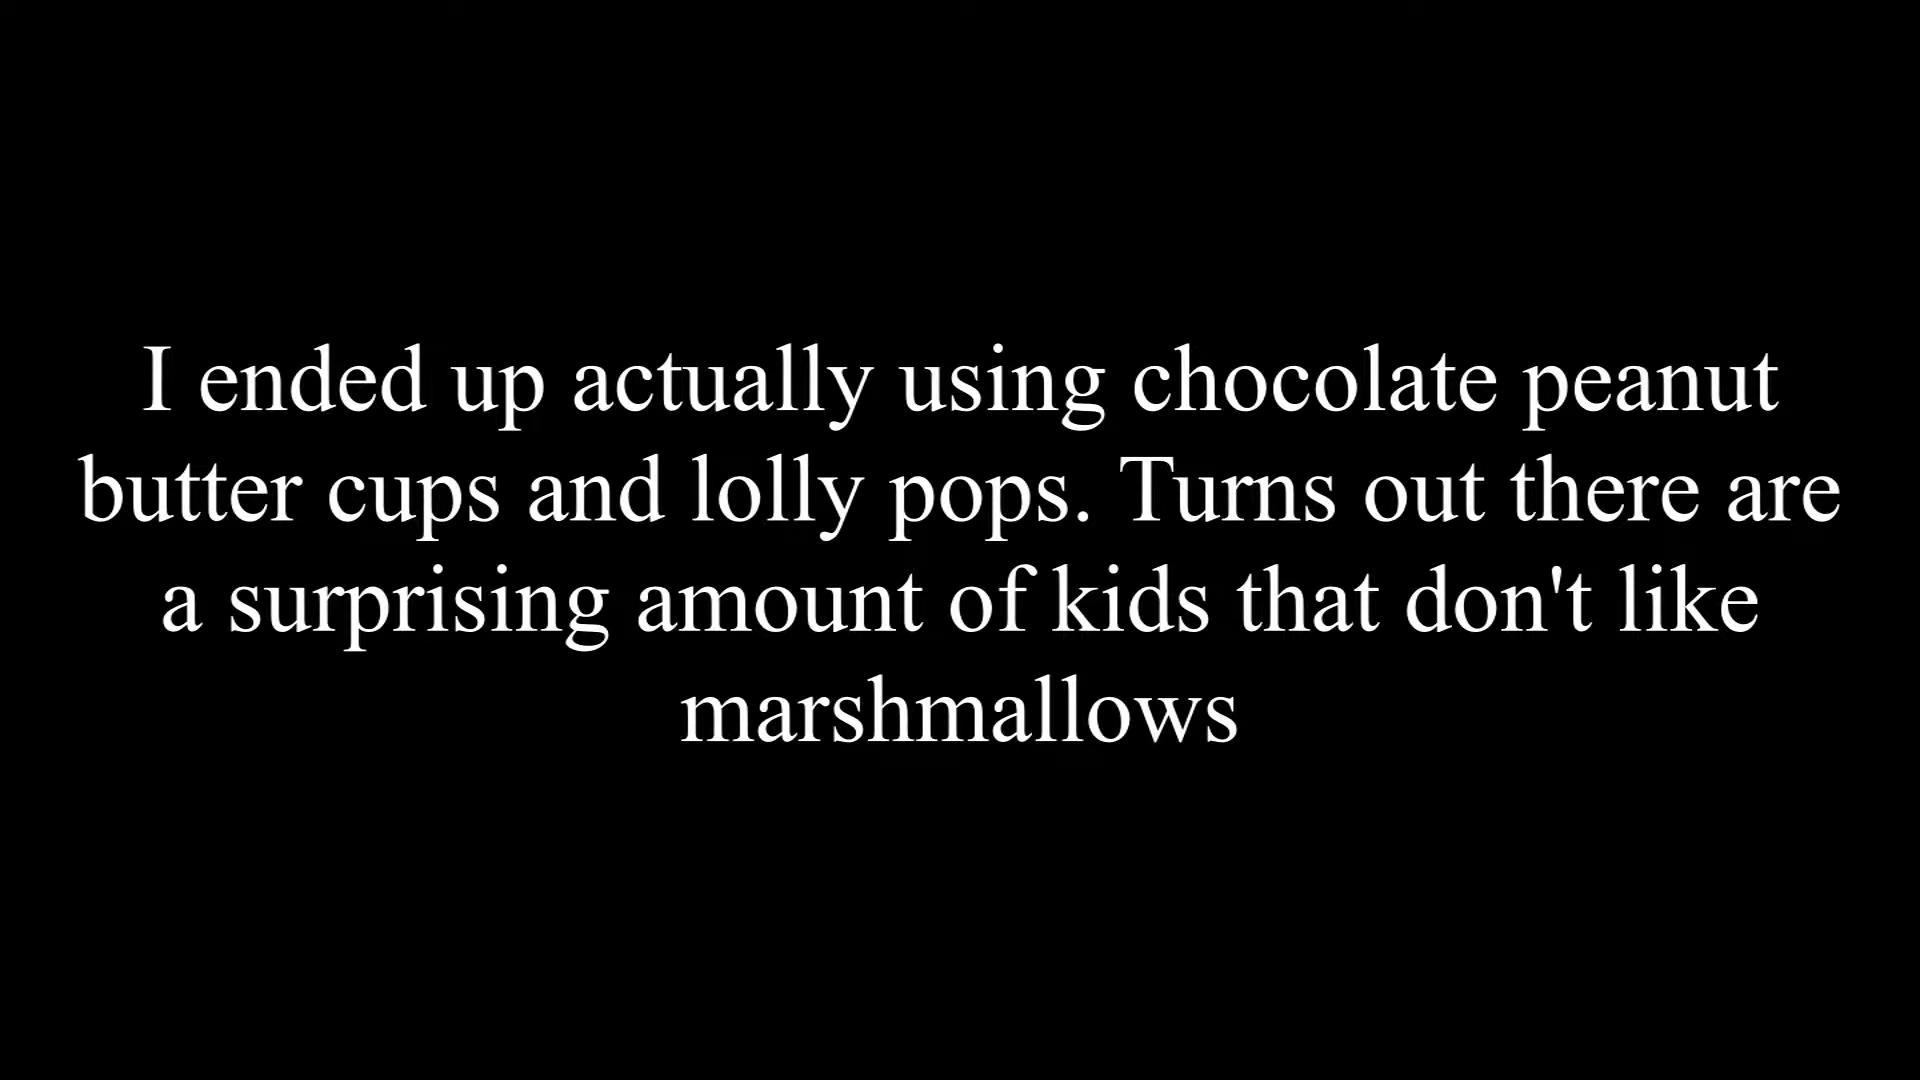 I ended up actually using chocolate peanut
butter cups and lolly pops. Turns out there are
a surprising amount of kids that don't like
marshmallows